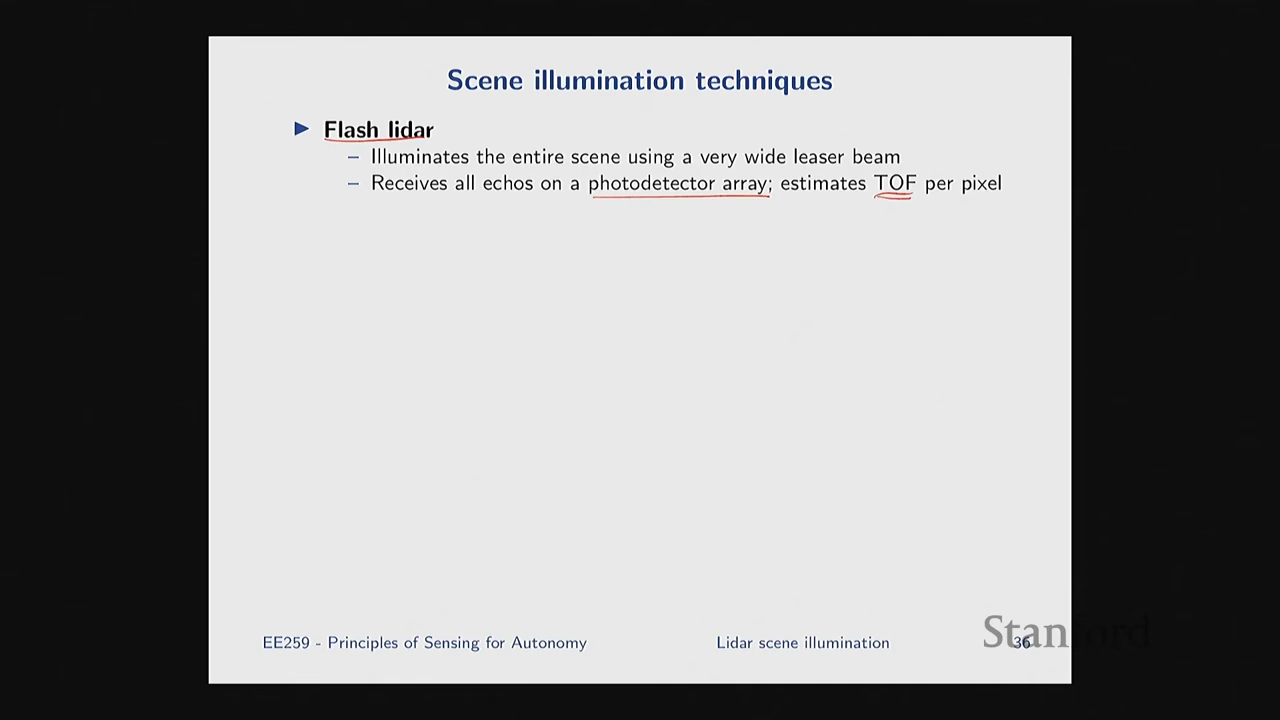 Scene illumination techniques
Flash lidar
– Illuminates the entire scene using a very wide leaser beam
– Receives all echos on a photodetector array; estimates TOF per pixel
EE259 - Principles of Sensing for Autonomy
Lidar scene illumination
36
Stanford